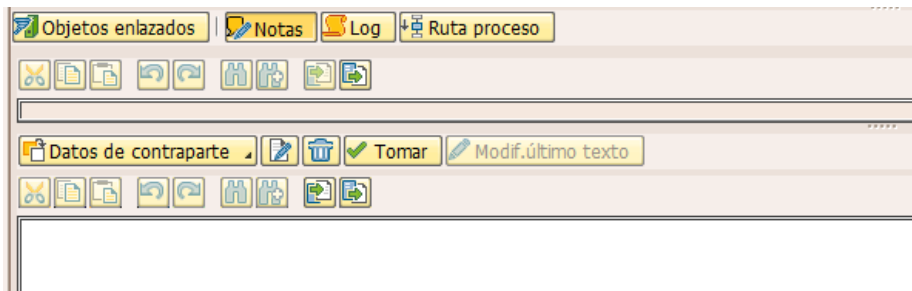 Objetos enlazados Notas Log Ruta proceso
Datos de contraparte Tomar Modif.último texto